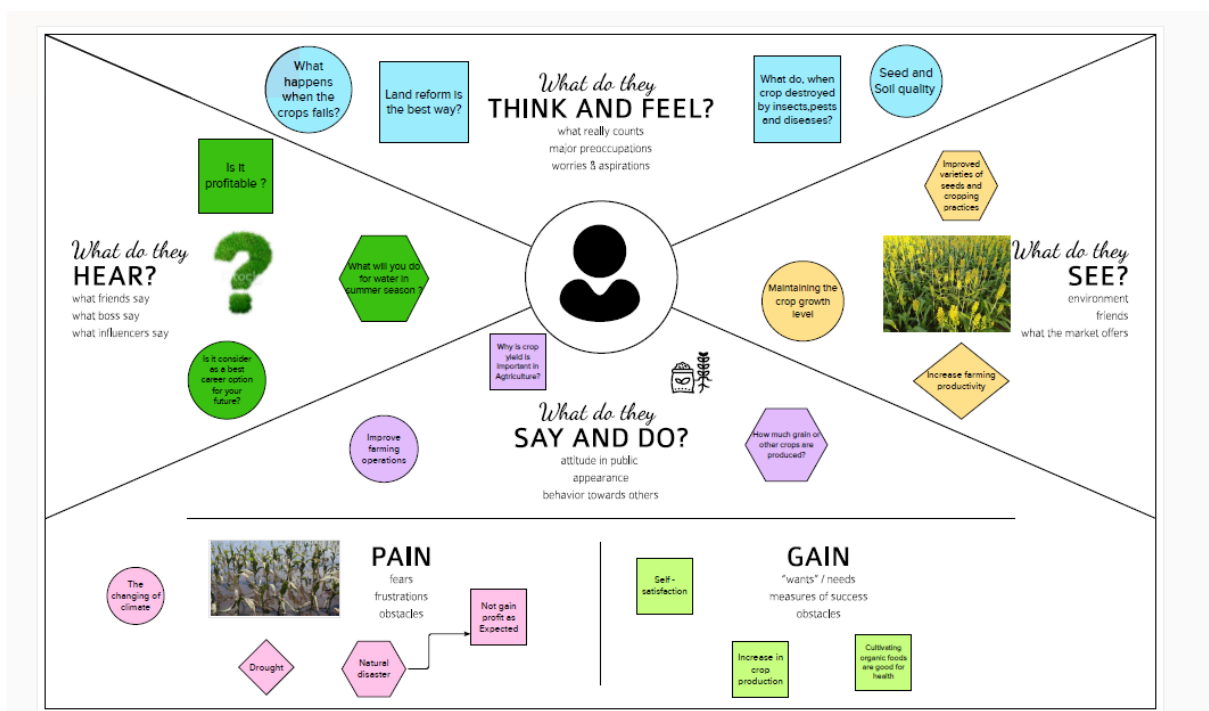 What
happens
when the
crops fails?
Land reform is
the best way?
What do they
THINK AND FEEL?
what really counts
major preoccupations
worries & aspirations
What do, when
crop destroyed
by insects,pests
and diseases?
Seed and
Soil quality
Is it
profitable ?
What do they
HEAR?
what friends say
what boss say
what influencers say
What will you do
for water in
summer season ?
Is it consider
as a best
career option
for your
future?
Improved
varieties of
seeds and
cropping
practices
What do they
SEE?
environment
friends
what the market offers
Maintaining the
crop growth
level
Increase farming
productivity
Why is crop
yield is
important in
Agtriculture?
What do they
SAY AND DO?
attitude in public
appearance
behavior towards others
Improve
farming
operations
How much grain or
other crops are
produced?
PAIN
fears
frustrations
obstacles
The
changing of
climate
Drought
Natural
disaster
Not gain
profit as
Expected
GAIN
"wants" / needs
measures of success
obstacles
Self -
satisfaction
Increase in
crop
production
Cultivating
organic foods
are good for
health